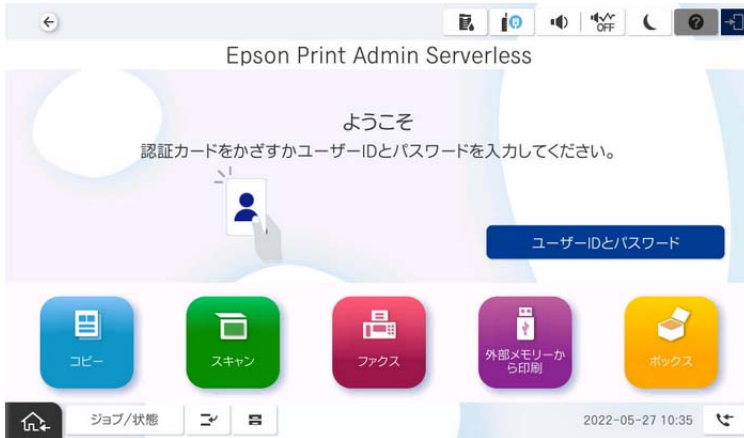 OFF
Epson Print Admin Serverless
ようこそ
認証カードをかざすかユーザーIDとパスワードを入力してください。
ユーザーIDとパスワード
コピー
スキャン
ファクス
外部メモリーか
ら印刷
ボックス
ジョブ/状態
2022-05-27 10:35